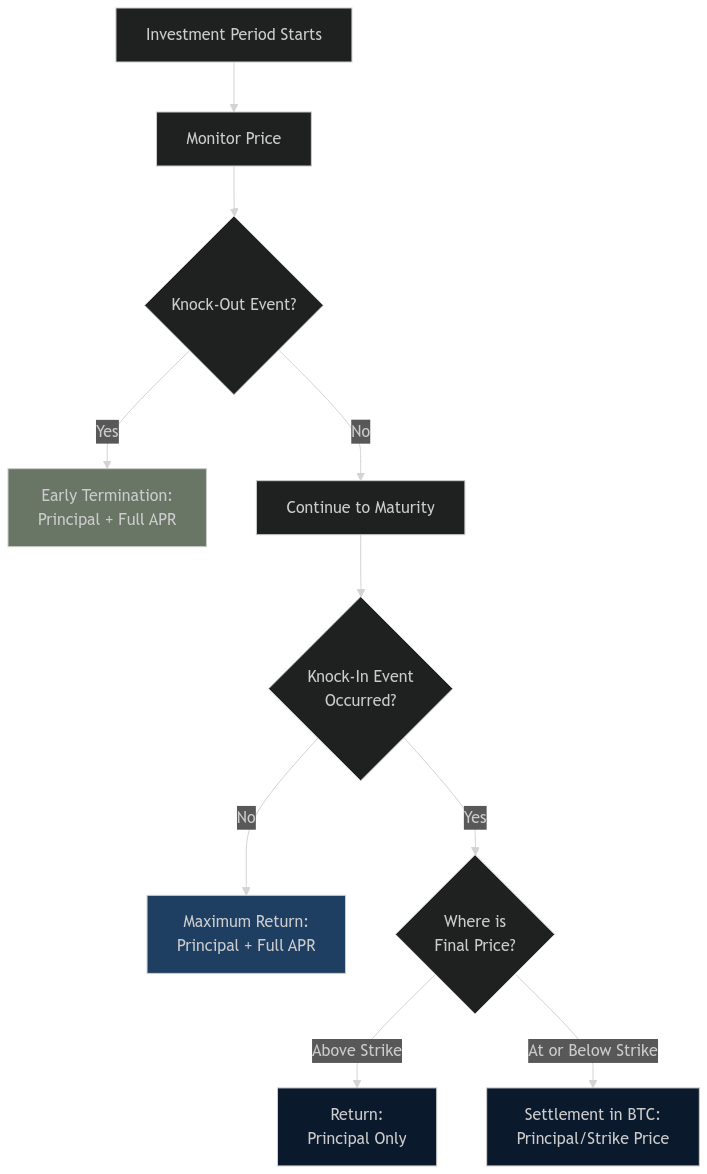 Investment Period Starts
Monitor Price
Knock-Out Event?
Yes
No
Early Termination:
Principal + Full APR
Continue to Maturity
Knock-In Event
Occurred?
No
Yes
Maximum Return:
Principal + Full APR
Where is
Final Price?
Above Strike
At or Below Strike
Return:
Principal Only
Settlement in BTC:
Principal/Strike Price